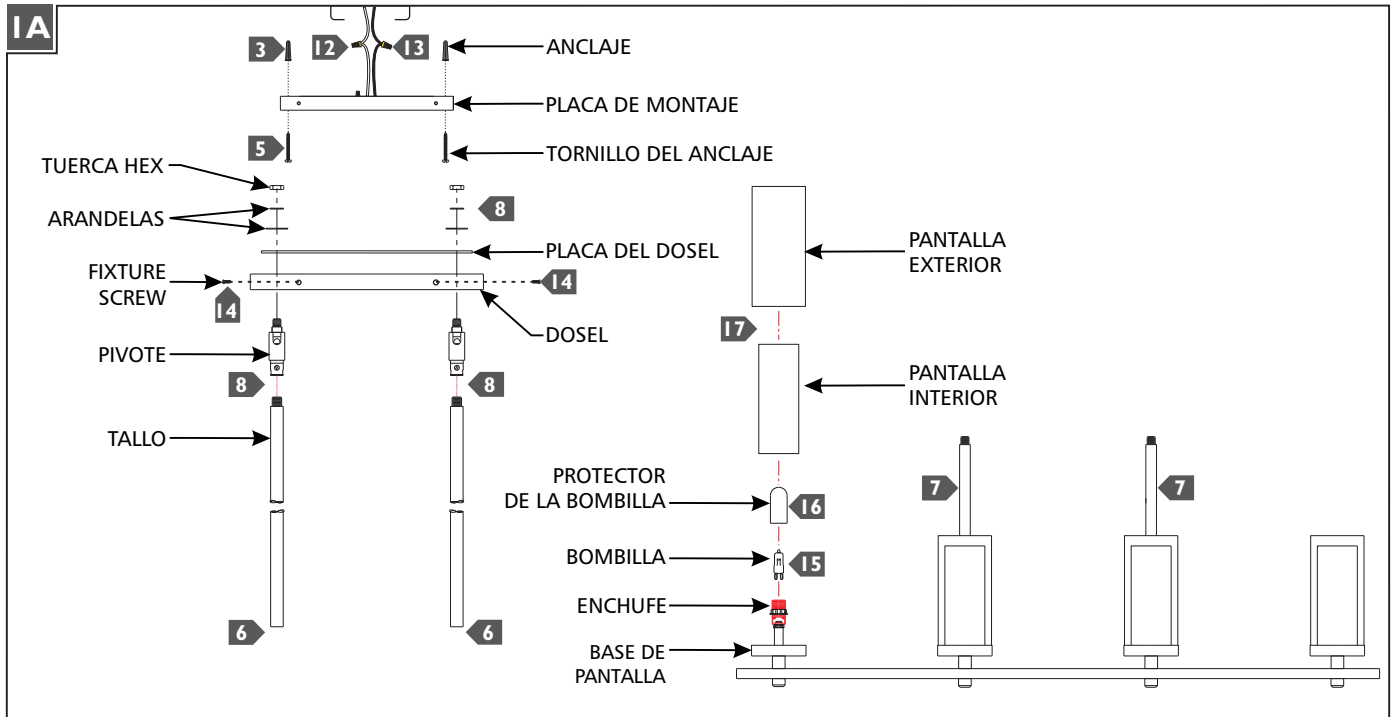 1A
3
12
13
ANCLAJE
PLACA DE MONTAJE
5
TORNILLO DEL ANCLAJE
TUERCA HEX
ARANDELAS
8
PLACA DEL DOSEL
FIXTURE
SCREW
14
14
DOSEL
PIVOTE
8
8
TALLO
6
6
PANTALLA
EXTERIOR
17
PANTALLA
INTERIOR
PROTECTOR
DE LA BOMBILLA
16
BOMBILLA
15
ENCHUFE
BASE DE
PANTALLA
7
7